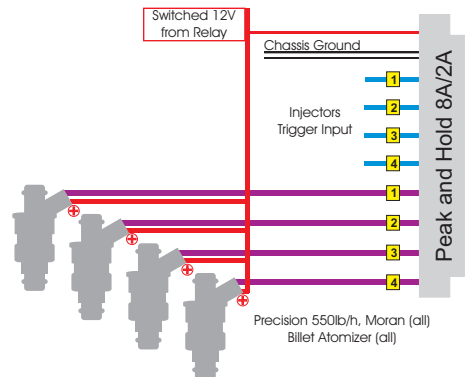 Switched 12V
from Relay
Chassis Ground
1
2
Injectors
Trigger Input
3
4
1
2
3
4
Peak and Hold 8A/2A
Precision 550lb/h, Moran (all)
Billet Atomizer (all)